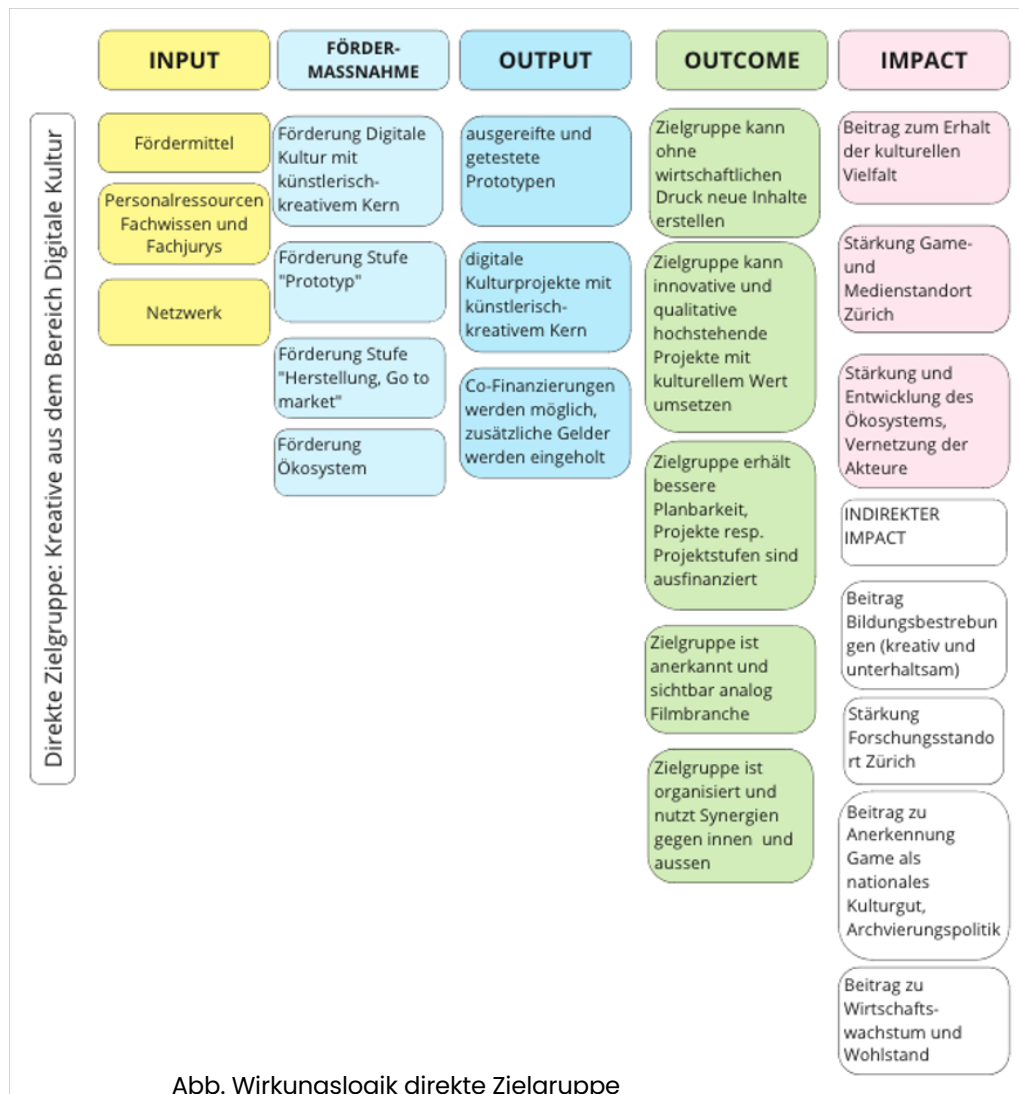 INPUT
FÖRDER-
MASSNAHME
OUTPUT
OUTCOME
IMPACT
Direkte Zielgruppe: Kreative aus dem Bereich Digitale Kultur
Fördermittel
Personalressourcen
Fachwissen und
Fachjurys
Netzwerk
Förderung Digitale
Kultur mit
künstlerisch-
kreativem Kern
Förderung Stufe
"Prototyp"
Förderung Stufe
"Herstellung, Go to
market"
Förderung
Ökosystem
ausgereifte und
getestete
Prototypen
digitale
Kulturprojekte mit
künstlerisch-
kreativem Kern
Co-Finanzierungen
werden möglich,
zusätzliche Gelder
werden eingeholt
Zielgruppe kann
ohne
wirtschaftlichen
Druck neue Inhalte
erstellen
Zielgruppe kann
innovative und
qualitative
hochstehende
Projekte mit
kulturellem Wert
umsetzen
Zielgruppe erhält
bessere
Planbarkeit,
Projekte resp.
Projektstufen sind
ausfinanziert
Zielgruppe ist
anerkannt und
sichtbar analog
Filmbranche
Zielgruppe ist
organisiert und
nutzt Synergien
gegen innen und
aussen
Beitrag zum Erhalt
der kulturellen
Vielfalt
Stärkung Game-
und
Medienstandort
Zürich
Stärkung und
Entwicklung des
Ökosystems,
Vernetzung der
Akteure
INDIREKTER
IMPACT
Beitrag
Bildungsbestrebun
gen (kreativ und
unterhaltsam)
Stärkung
Forschungsstando
rt Zürich
Beitrag zu
Anerkennung
Game als
nationales
Kulturgut,
Archvierungspolitik
Beitrag zu
Wirtschafts-
wachstum und
Wohlstand
Abb. Wirkungslogik direkte Zielgruppe